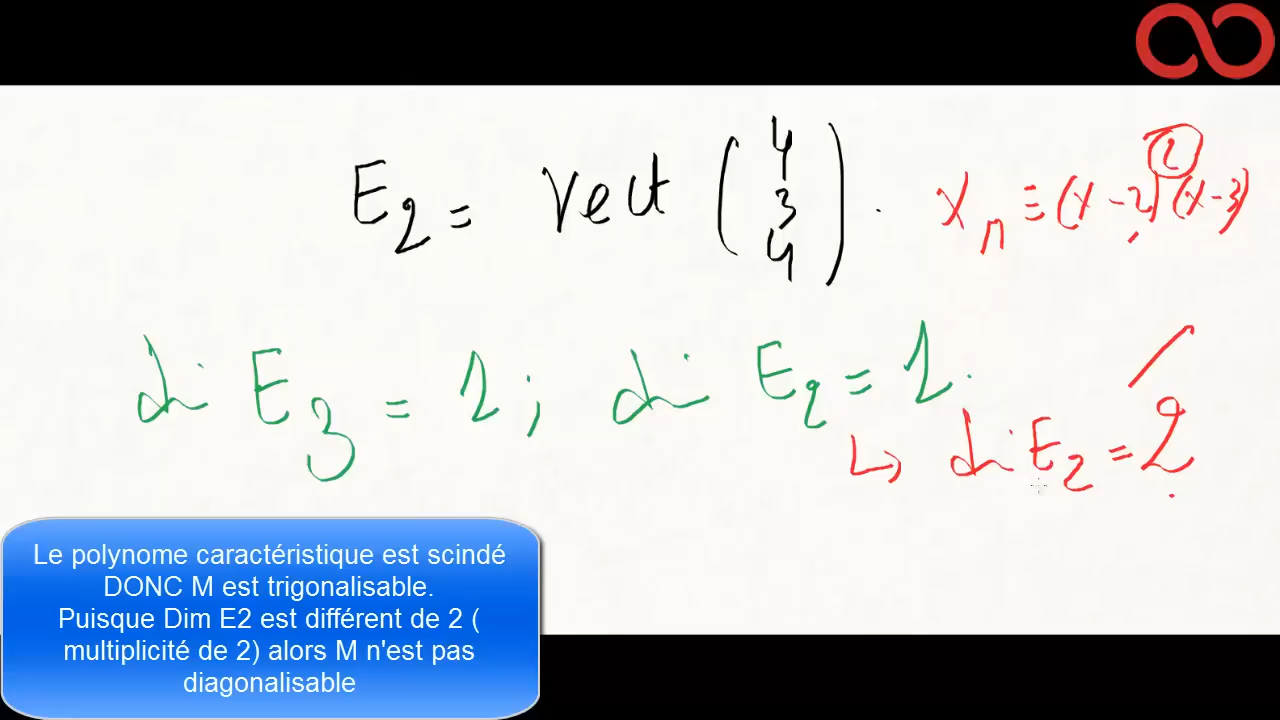 E₂ = Vect (4 3 4).
χ_M = (X - 2)² (X - 3)
di E₃ = 1 ; di E₂ = 1.
↳ di E₂ = 2
Le polynome caractéristique est scindé
DONC M est trigonalisable.
Puisque Dim E2 est différent de 2 (
multiplicité de 2) alors M n'est pas
diagonalisable